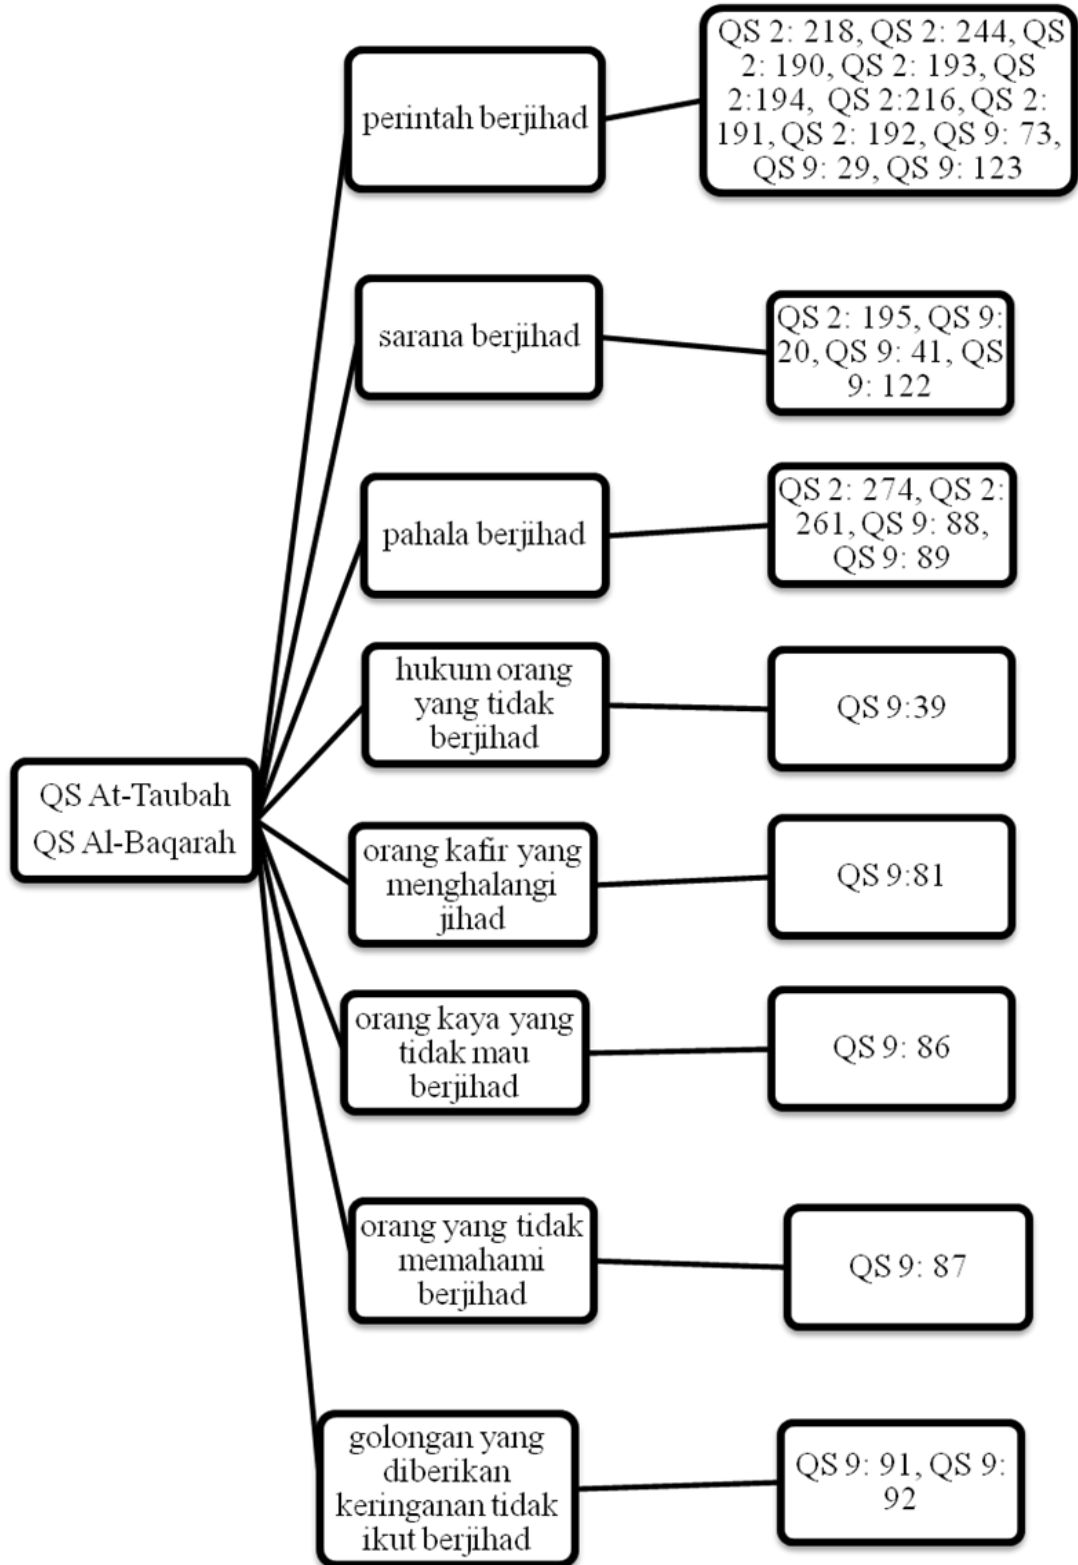 perintah berjihad
QS 2: 218, QS 2: 244, QS
2: 190, QS 2: 193, QS
2:194, QS 2:216, QS 2:
191, QS 2: 192, QS 9: 73,
QS 9: 29, QS 9: 123
sarana berjihad
QS 2: 195, QS 9:
20, QS 9: 41, QS
9: 122
pahala berjihad
QS 2: 274, QS 2:
261, QS 9: 88,
QS 9: 89
hukum orang
yang tidak
berjihad
QS 9:39
QS At-Taubah
QS Al-Baqarah
orang kafir yang
menghalangi
jihad
QS 9:81
orang kaya yang
tidak mau
berjihad
QS 9: 86
orang yang tidak
memahami
berjihad
QS 9: 87
golongan yang
diberikan
keringanan tidak
ikut berjihad
QS 9: 91, QS 9:
92